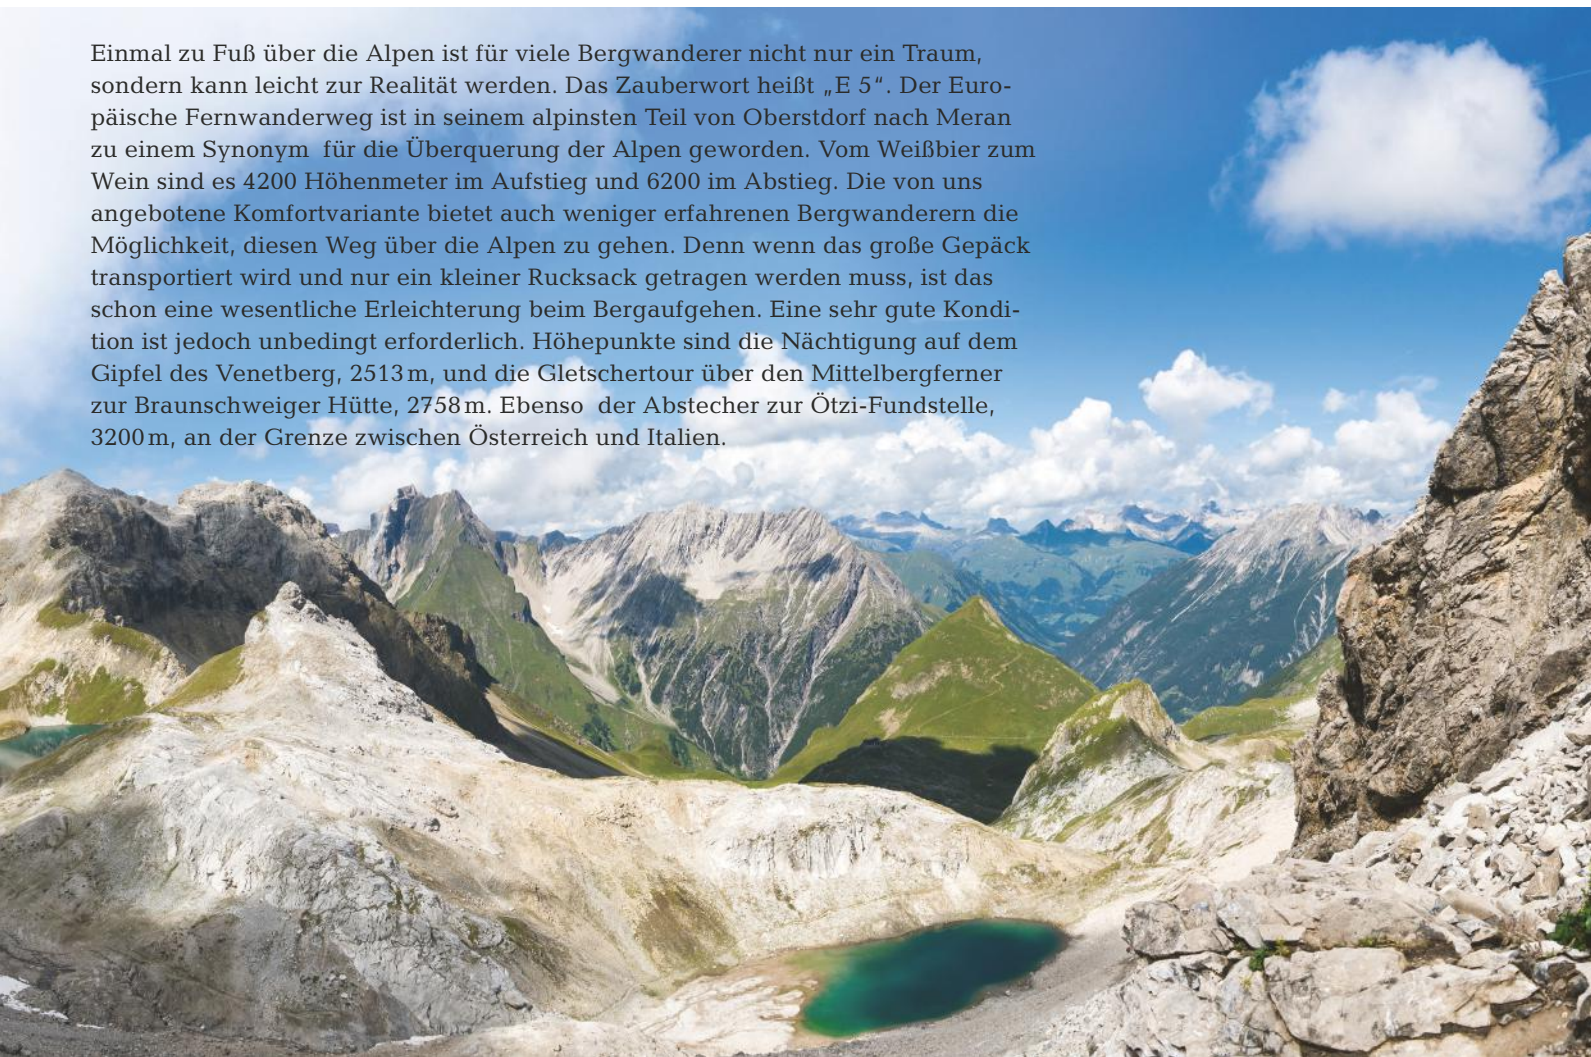 Einmal zu Fuß über die Alpen ist für viele Bergwanderer nicht nur ein Traum,
sondern kann leicht zur Realität werden. Das Zauberwort heißt „E 5“. Der Euro-
päische Fernwanderweg ist in seinem alpinsten Teil von Oberstdorf nach Meran
zu einem Synonym  für die Überquerung der Alpen geworden. Vom Weißbier zum
Wein sind es 4200 Höhenmeter im Aufstieg und 6200 im Abstieg. Die von uns
angebotene Komfortvariante bietet auch weniger erfahrenen Bergwanderern die
Möglichkeit, diesen Weg über die Alpen zu gehen. Denn wenn das große Gepäck
transportiert wird und nur ein kleiner Rucksack getragen werden muss, ist das
schon eine wesentliche Erleichterung beim Bergaufgehen. Eine sehr gute Kondi-
tion ist jedoch unbedingt erforderlich. Höhepunkte sind die Nächtigung auf dem
Gipfel des Venetberg, 2513 m, und die Gletschertour über den Mittelbergferner
zur Braunschweiger Hütte, 2758 m. Ebenso  der Abstecher zur Ötzi-Fundstelle,
3200 m, an der Grenze zwischen Österreich und Italien.